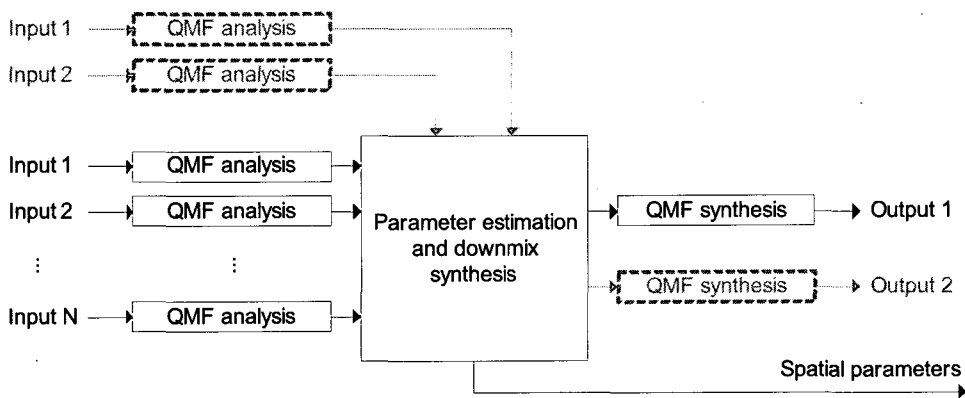 Input 1 QMF analysis
Input 2 QMF analysis
Input 1 QMF analysis
Input 2 QMF analysis
⋮ ⋮
Input N QMF analysis
Parameter estimation
and downmix
synthesis
QMF synthesis Output 1
QMF synthesis Output 2
Spatial parameters